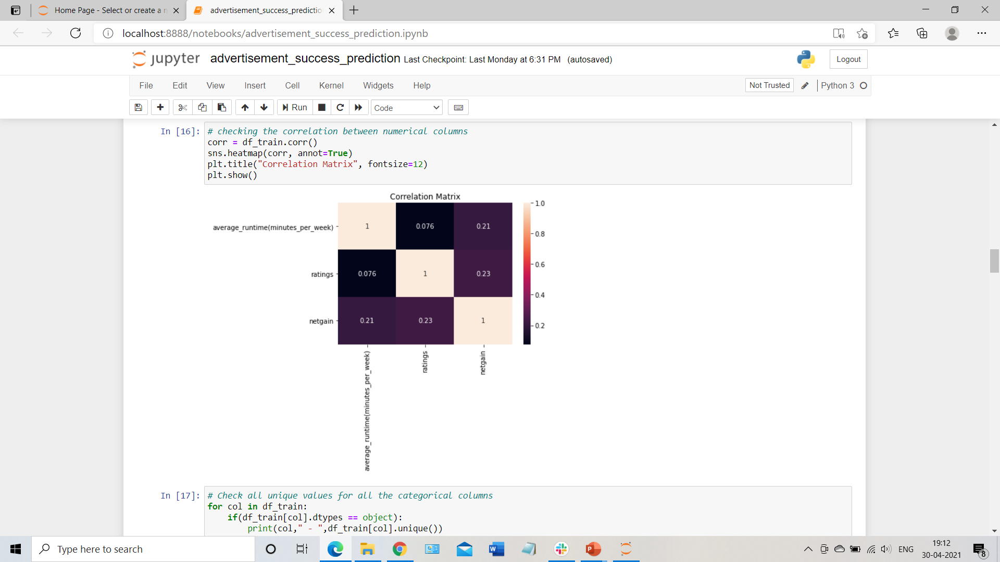 Home Page - Select or create a n
advertisement_success_predictio
localhost:8888/notebooks/advertisement_success_prediction.ipynb
jupyter advertisement_success_prediction Last Checkpoint: Last Monday at 6:31 PM (autosaved)
Logout
File Edit View Insert Cell Kernel Widgets Help
Not Trusted
Python 3
Run
Code
In [16]: # checking the correlation between numerical columns
corr = df_train.corr()
sns.heatmap(corr, annot=True)
plt.title("Correlation Matrix", fontsize=12)
plt.show()
Correlation Matrix
average_runtime(minutes_per_week)
1 0.076 0.21
ratings
0.076 1 0.23
netgain
0.21 0.23 1
1.0
0.8
0.6
0.4
0.2
average_runtime(minutes_per_week)
ratings
netgain
In [17]: # Check all unique values for all the categorical columns
for col in df_train:
if(df_train[col].dtypes == object):
print(col," - ",df_train[col].unique())
Type here to search
W
P
ENG
19:12
30-04-2021
8